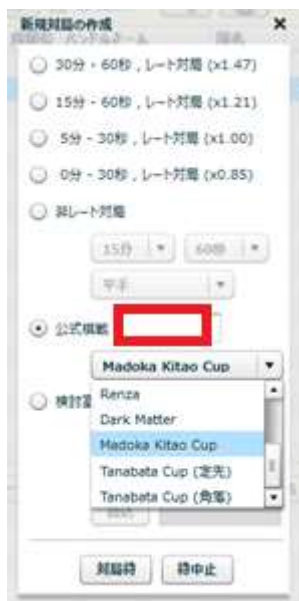 新規対局の作成
30分 - 60秒 , レート対局 (x1.47)
15分 - 60秒 , レート対局 (x1.21)
5分 - 30秒 , レート対局 (x1.00)
0分 - 30秒 , レート対局 (x0.85)
非レート対局
15分 60秒
平手
公式棋戦
Madoka Kitao Cup
検討室
Renza
Dark Matter
Madoka Kitao Cup
Tanabata Cup (定先)
Tanabata Cup (角落)
対局待 待中止